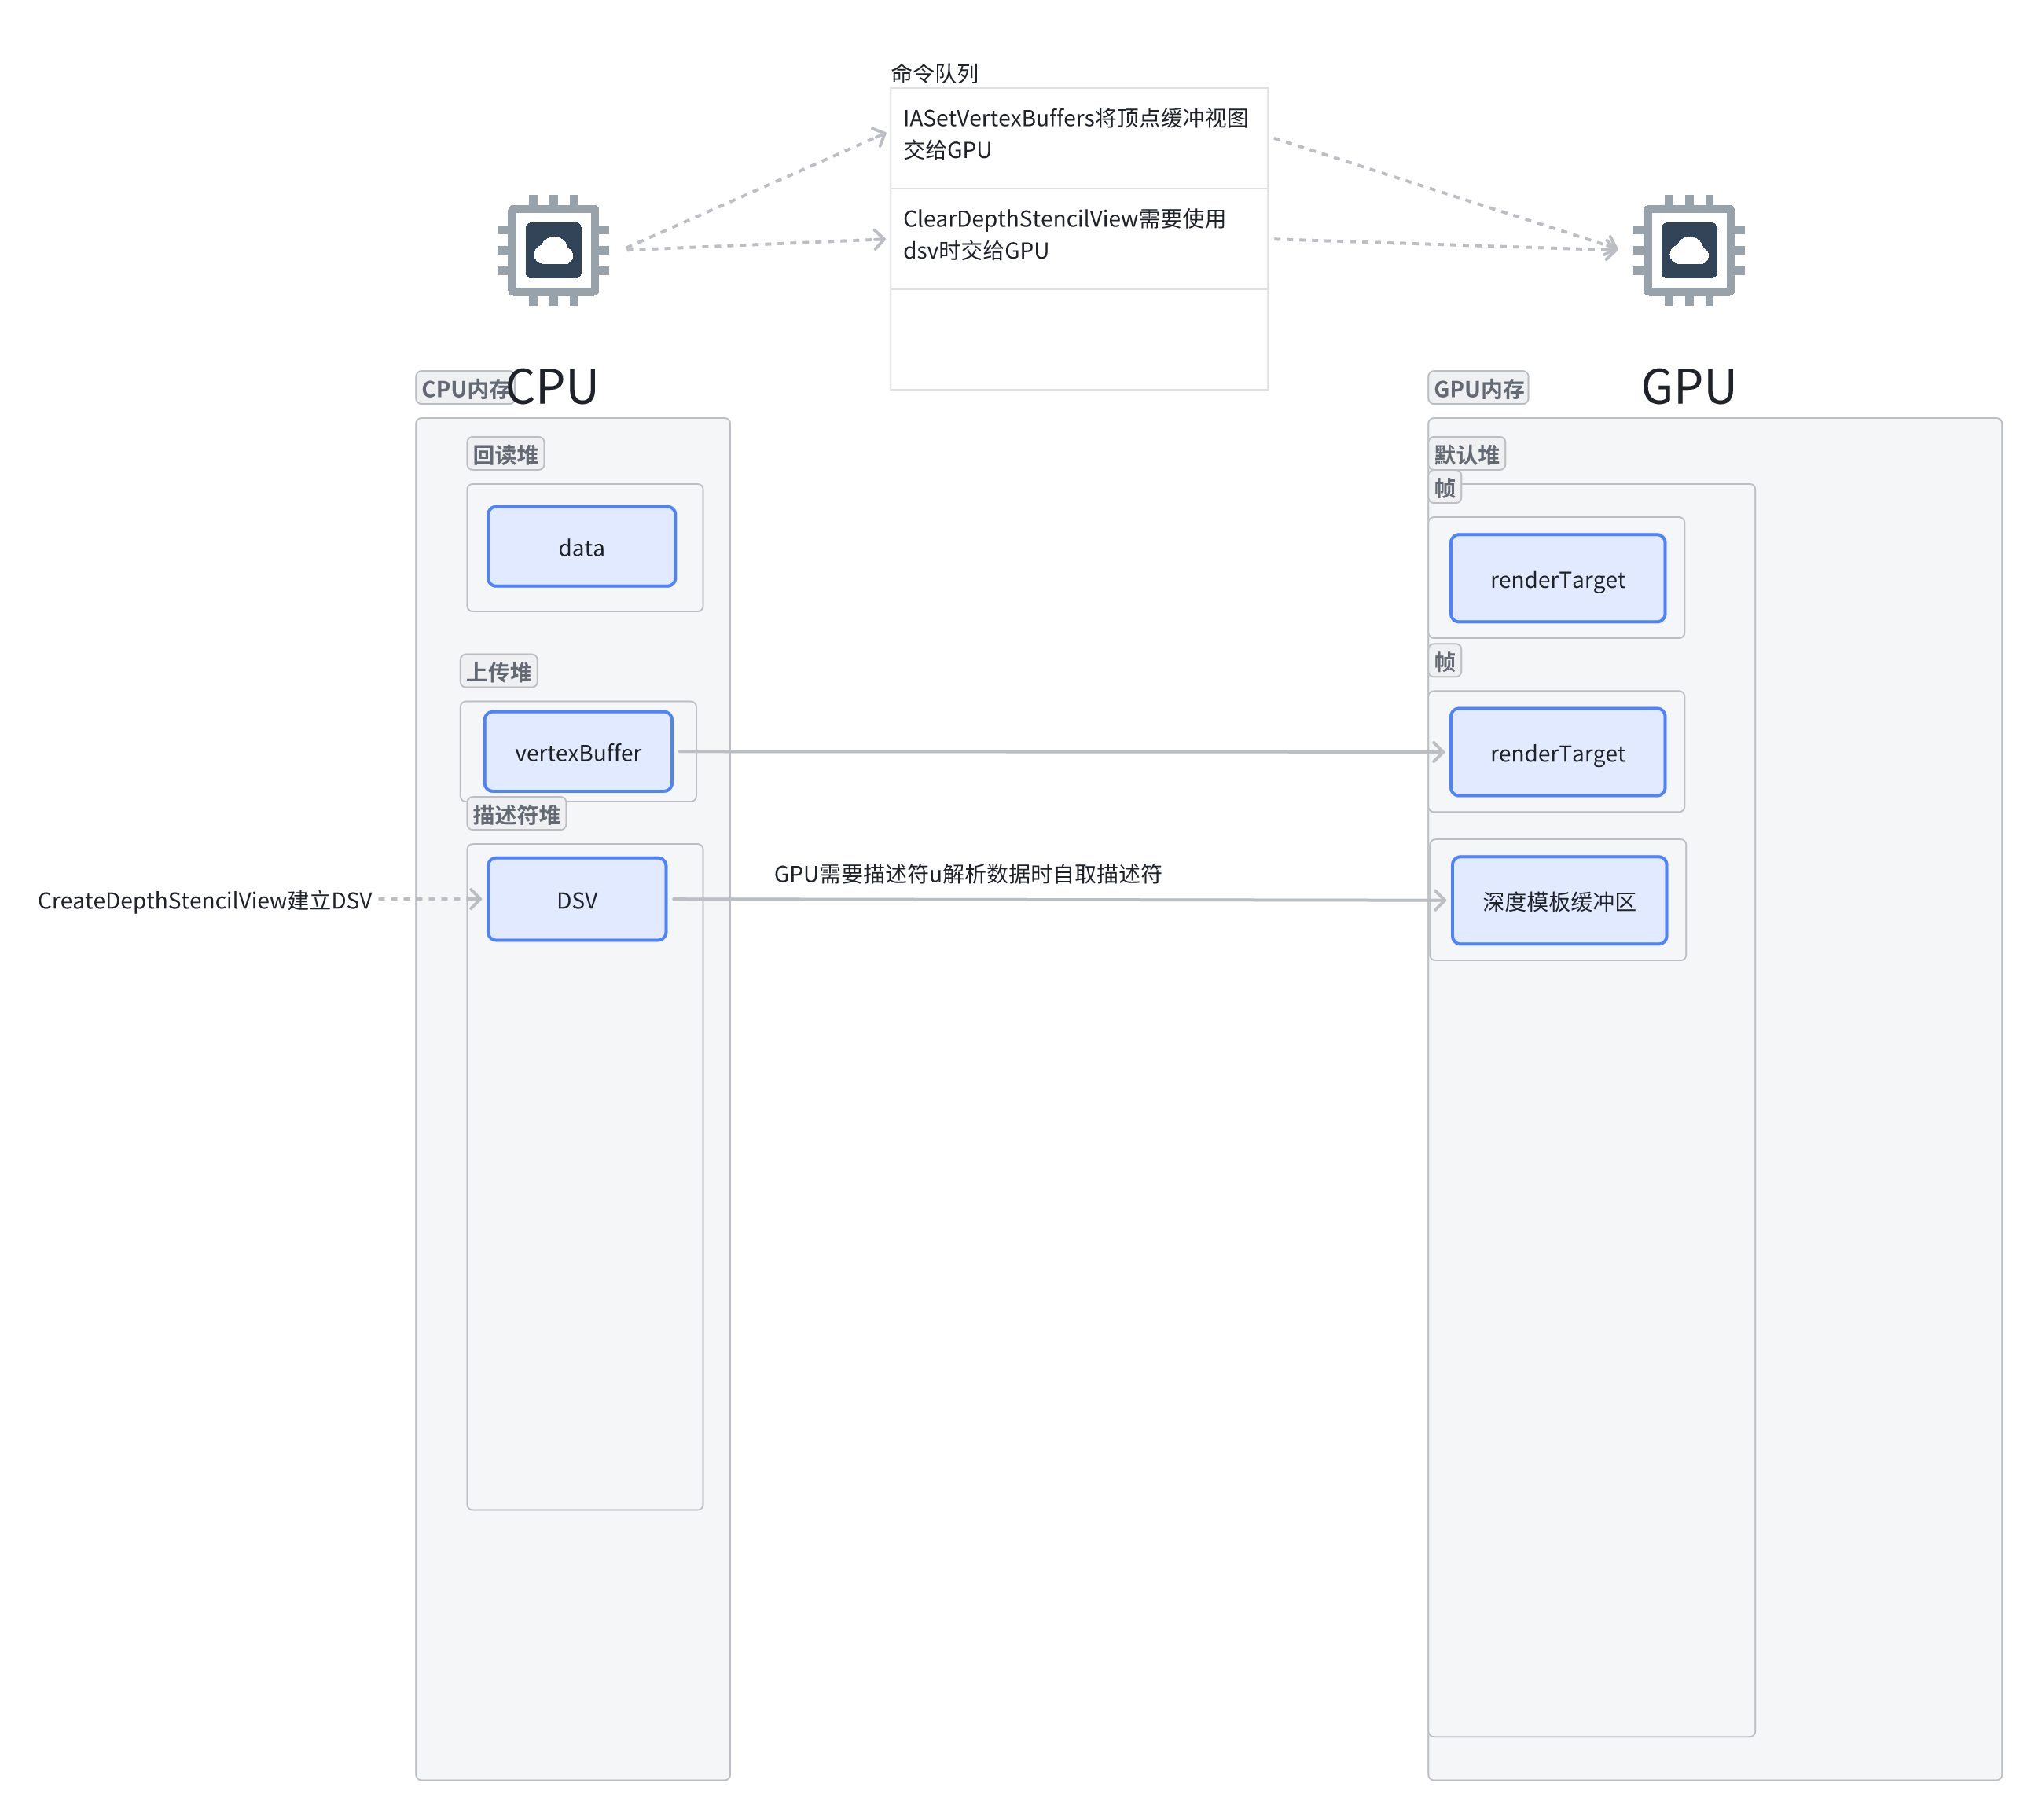 命令队列
IASetVertexBuffers将顶点缓冲视图
交给GPU
ClearDepthStencilView需要使用
dsv时交给GPU
CPU
GPU
CPU内存
GPU内存
回读堆
data
默认堆
帧
renderTarget
上传堆
vertexBuffer
帧
renderTarget
描述符堆
CreateDepthStencilView建立DSV
DSV
GPU需要描述符u解析数据时自取描述符
深度模板缓冲区